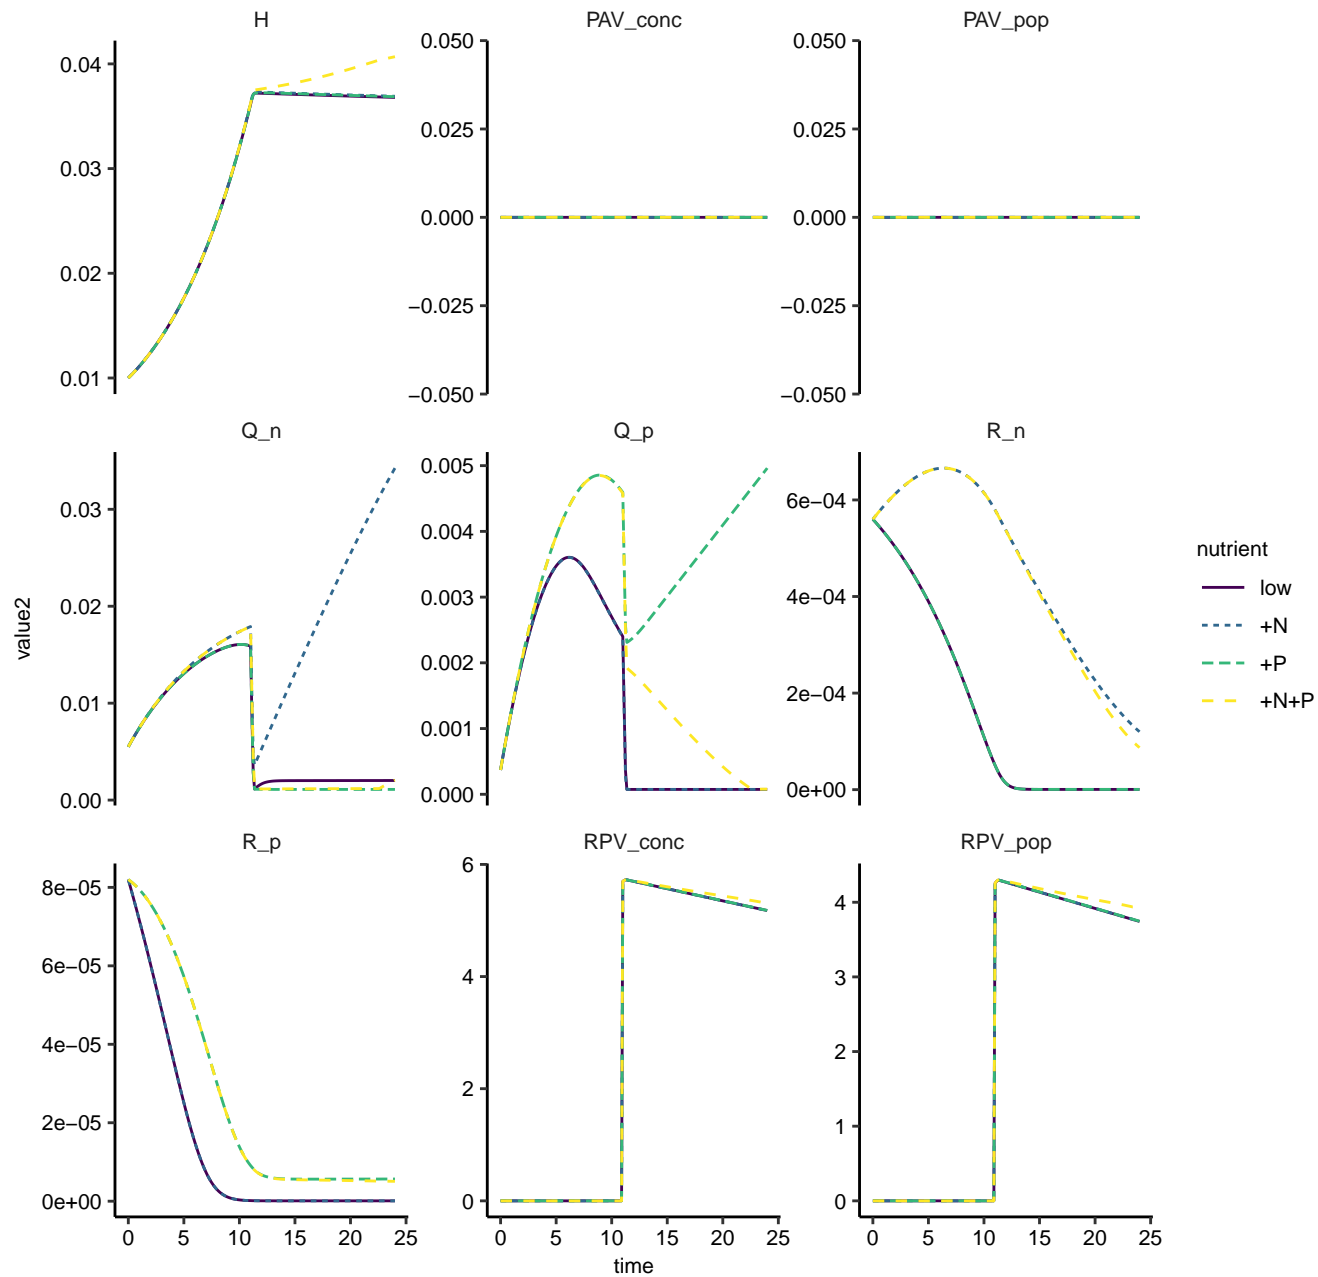 H
PAV_conc
PAV_pop
0.04
0.03
0.02
0.01
0.050
0.025
0.000
−0.025
−0.050
0.050
0.025
0.000
−0.025
−0.050
Q_n
Q_p
R_n
0.03
0.02
0.01
0.00
0.005
0.004
0.003
0.002
0.001
0.000
6e−04
4e−04
2e−04
0e+00
R_p
RPV_conc
RPV_pop
8e−05
6e−05
4e−05
2e−05
0e+00
6
4
2
0
4
3
2
1
0
0 5 10 15 20 25
0 5 10 15 20 25
0 5 10 15 20 25
time
value2
nutrient
low
+N
+P
+N+P